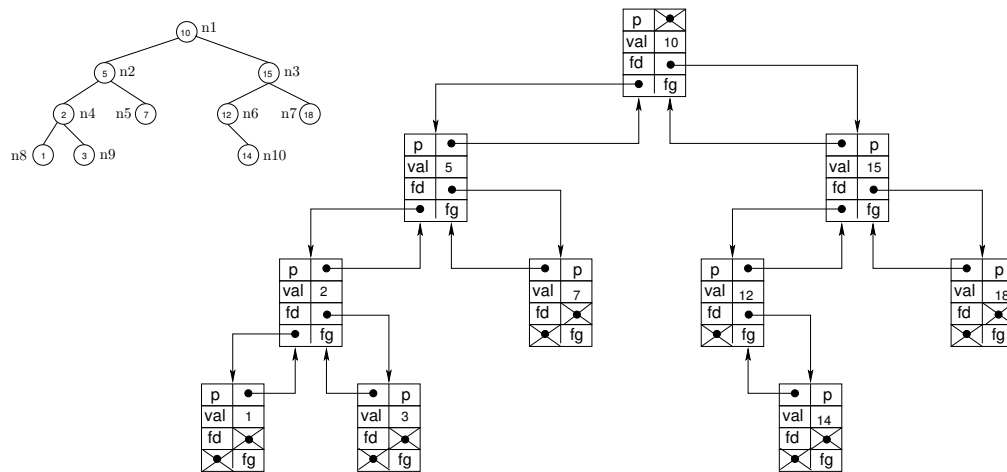 10 n1
5 n2
15 n3
2 n4
n5 7
12 n6
n7 18
n8 1
3 n9
14 n10
p
val 10
fd
fg
p
val 5
fd
fg
p
val 15
fd
fg
p
val 2
fd
fg
p
val 7
fd
fg
p
val 12
fd
fg
p
val 18
fd
fg
p
val 1
fd
fg
p
val 3
fd
fg
p
val 14
fd
fg